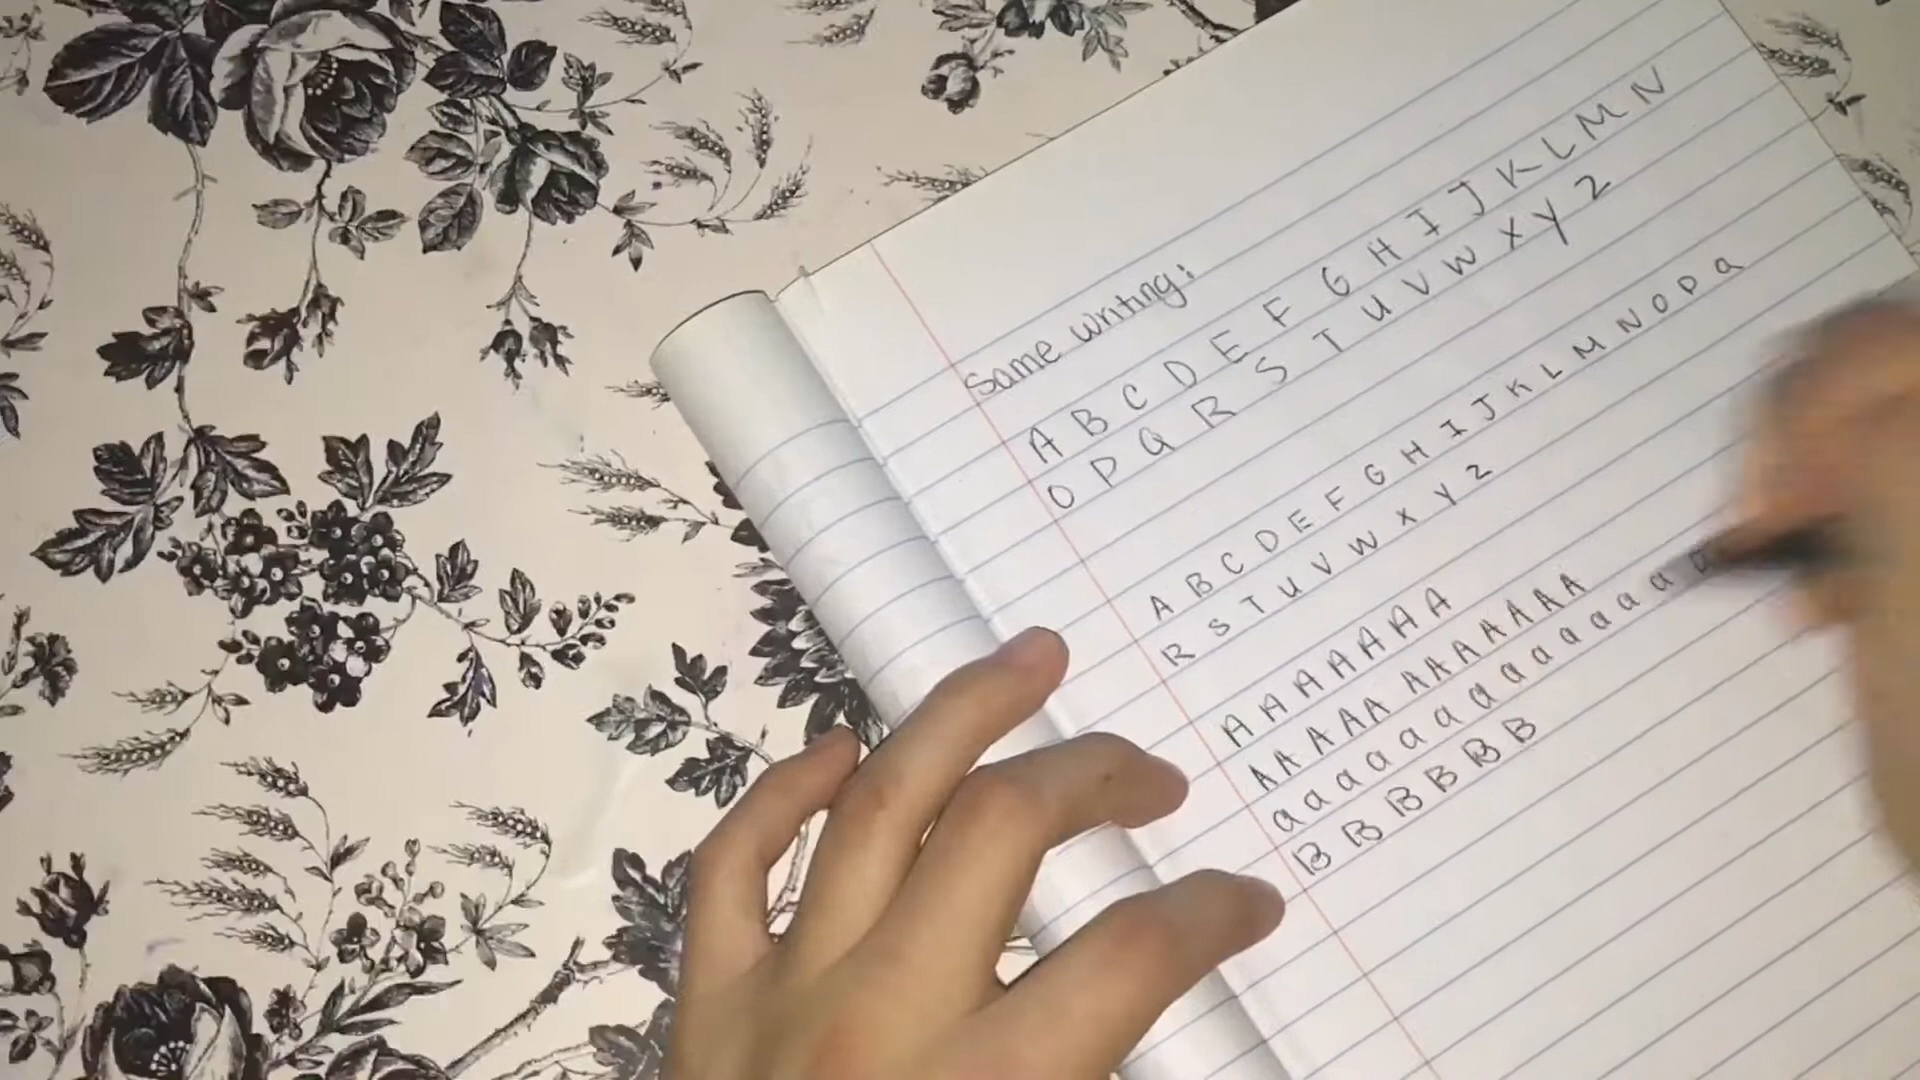 Same writing:
A B C D E F G H I J K L M N
O P Q R S T U V W X Y Z
A B C D E F G H I J K L M N O P Q
R S T U V W X Y Z
A A A A A A A
A A A A A A A A A A A
a a a a a a a a a a a a a a
B B B B B B B